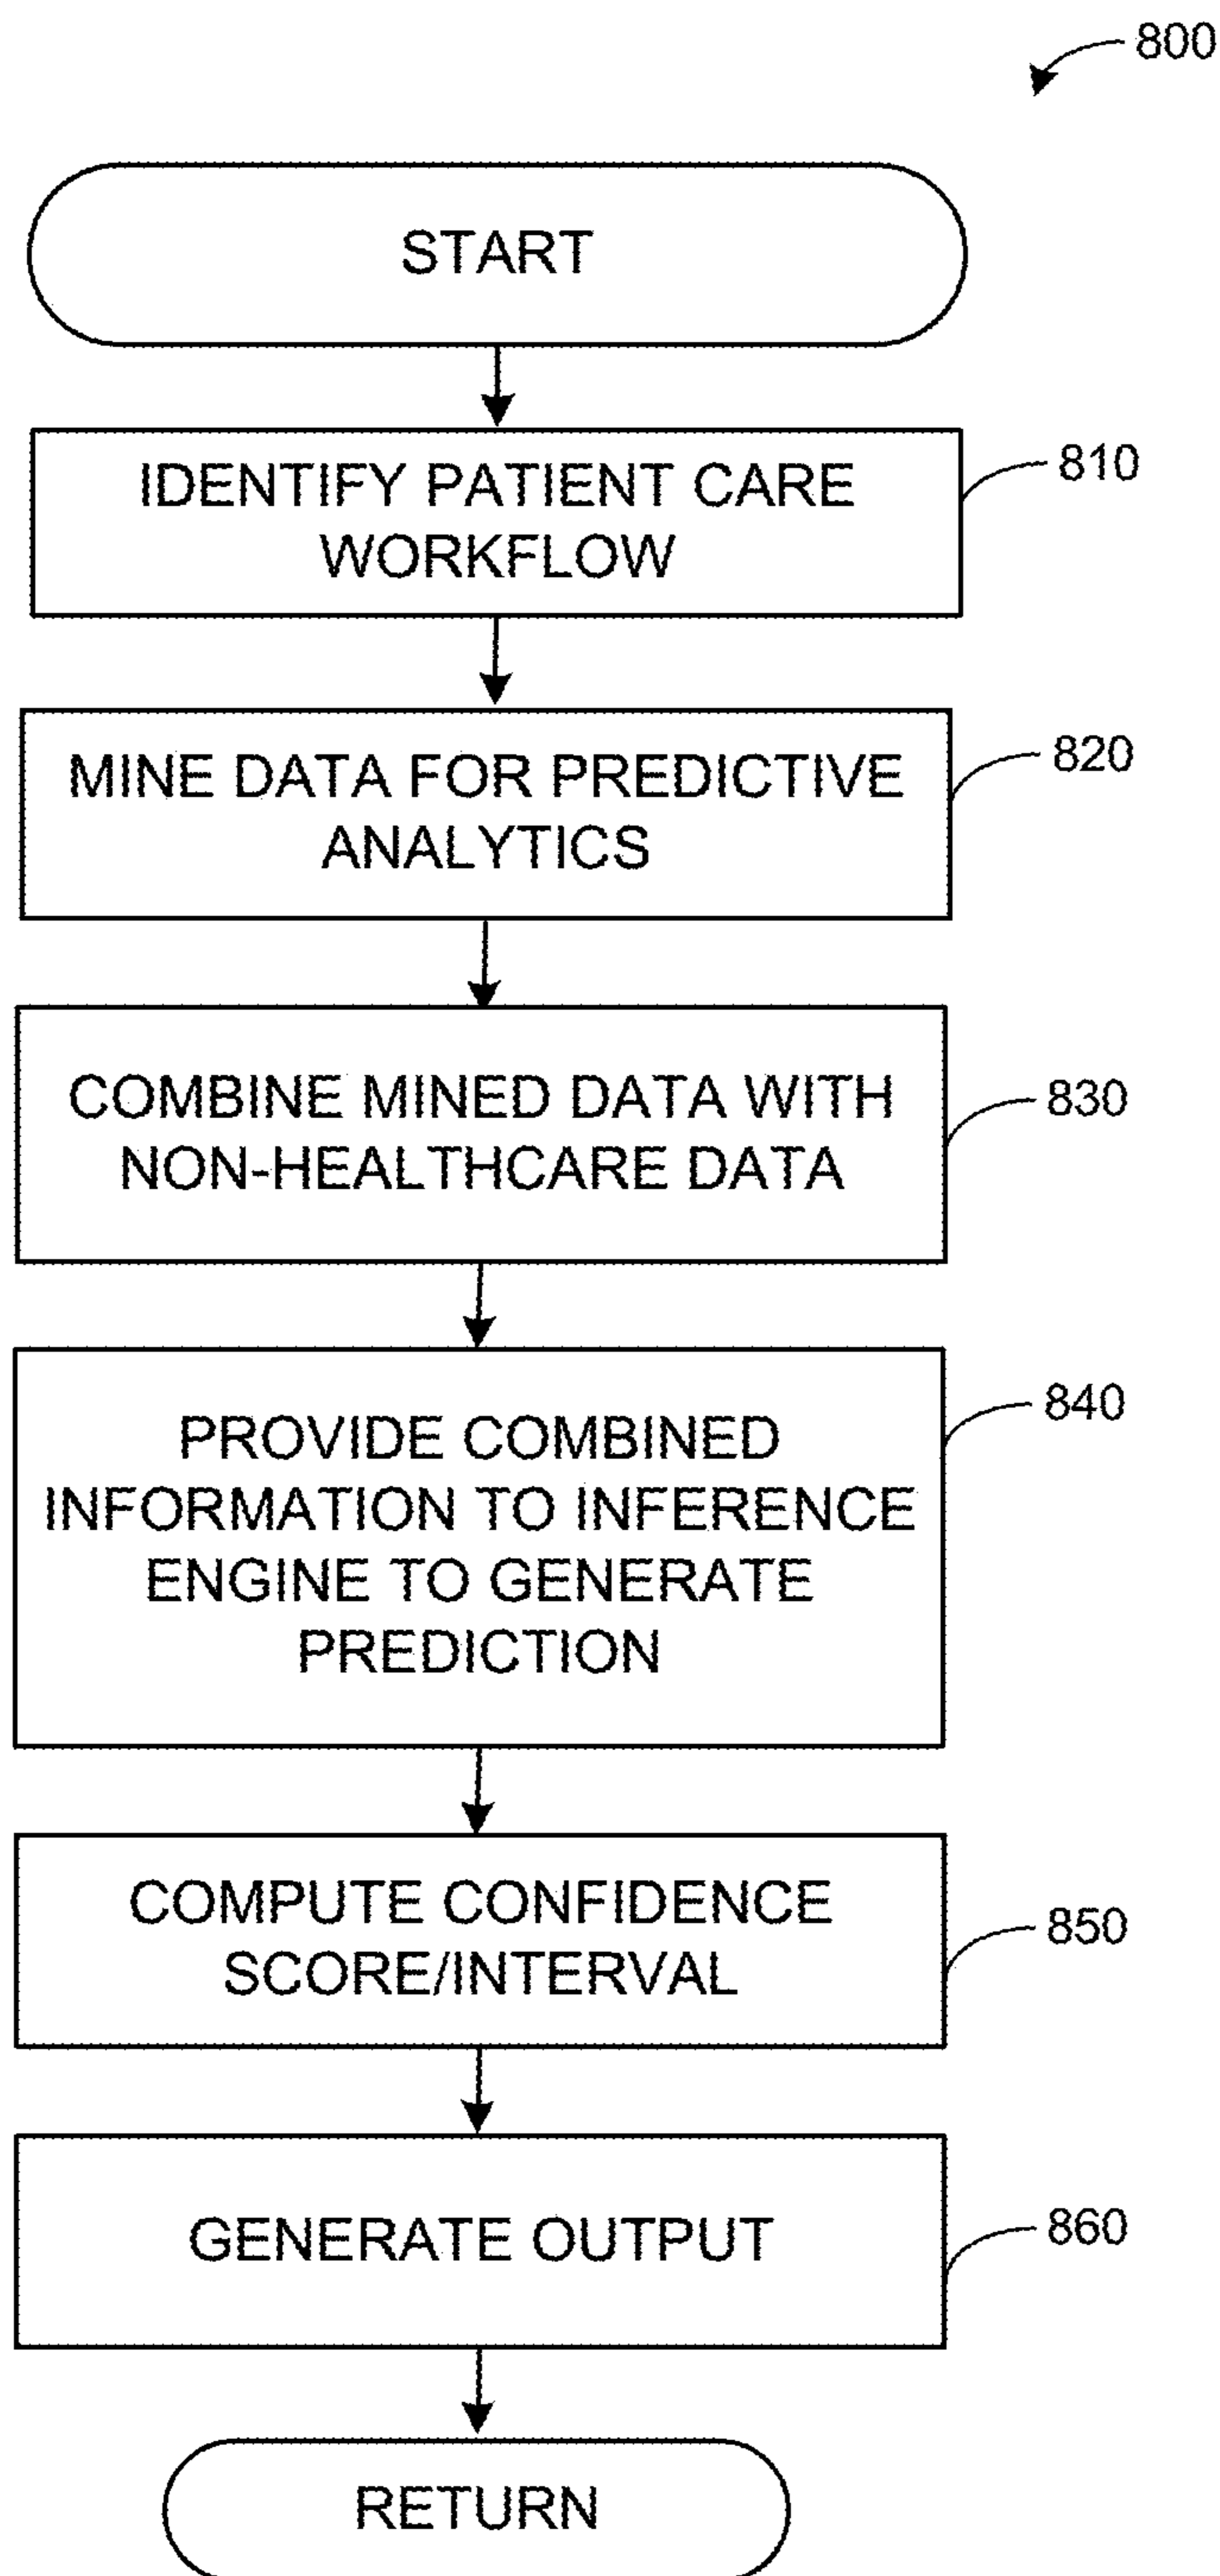 800
START
IDENTIFY PATIENT CARE
WORKFLOW
810
MINE DATA FOR PREDICTIVE
ANALYTICS
820
COMBINE MINED DATA WITH
NON-HEALTHCARE DATA
830
PROVIDE COMBINED
INFORMATION TO INFERENCE
ENGINE TO GENERATE
PREDICTION
840
COMPUTE CONFIDENCE
SCORE/INTERVAL
850
GENERATE OUTPUT
860
RETURN